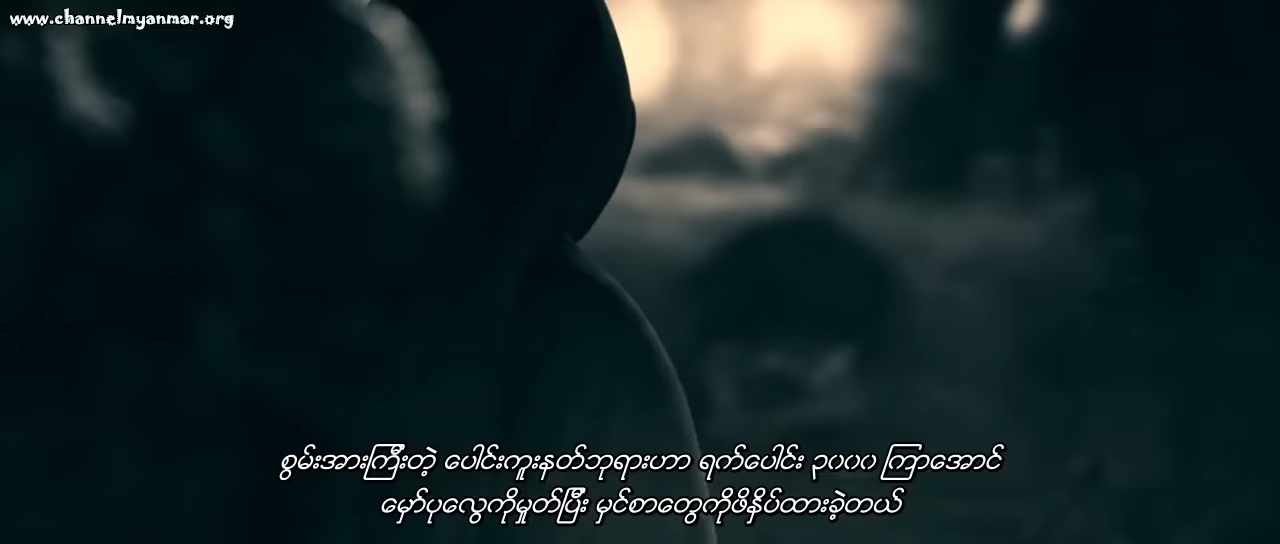 www.channelmyanmar.org
စွမ်းအားကြီးတဲ့ ပေါင်းကူးနတ်ဘုရားဟာ ရက်ပေါင်း ၃၀၀၀ ကြာအောင်
မှော်ပုလွေကိုမှုတ်ပြီး မှင်စာတွေကိုဖိနှိပ်ထားခဲ့တယ်